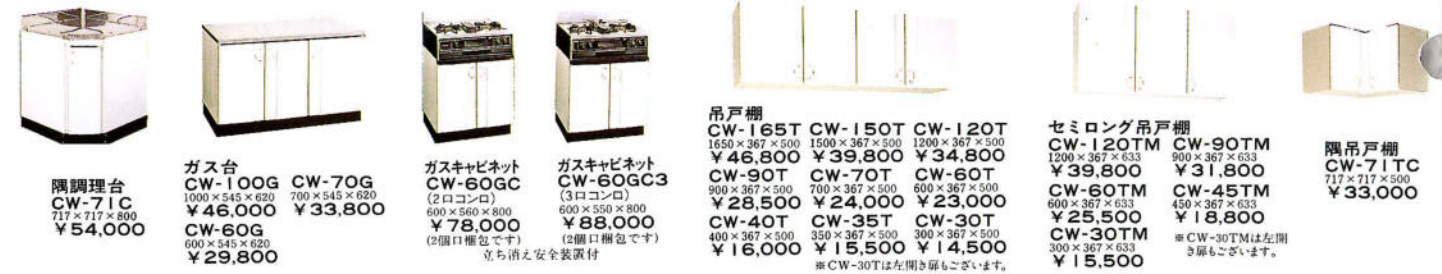 隅調理台
CW-71C
717×717×800
¥54,000
ガス台
CW-100G CW-70G
1000×545×620 700×545×620
¥46,000 ¥33,800
CW-60G
600×545×620
¥29,800
ガスキャビネット
CW-60GC
(2口コンロ)
600×560×800
¥78,000
(2個口梱包です)
ガスキャビネット
CW-60GC3
(3口コンロ)
600×550×800
¥88,000
(2個口梱包です)
立ち消え安全装置付
吊戸棚
CW-165T CW-150T CW-120T
1650×367×500 1500×367×500 1200×367×500
¥46,800 ¥39,800 ¥34,800
CW-90T CW-70T CW-60T
900×367×500 700×367×500 600×367×500
¥28,500 ¥24,000 ¥23,000
CW-40T CW-35T CW-30T
400×367×500 350×367×500 300×367×500
¥16,000 ¥15,500 ¥14,500
※CW-30Tは左開き扉もございます。
セミロング吊戸棚
CW-120TM CW-90TM
1200×367×633 900×367×633
¥39,800 ¥31,800
CW-60TM CW-45TM
600×367×633 450×367×633
¥25,500 ¥18,800
CW-30TM
300×367×633
¥15,500
※CW-30TMは左開
き扉もございます。
隅吊戸棚
CW-71TC
717×717×500
¥33,000